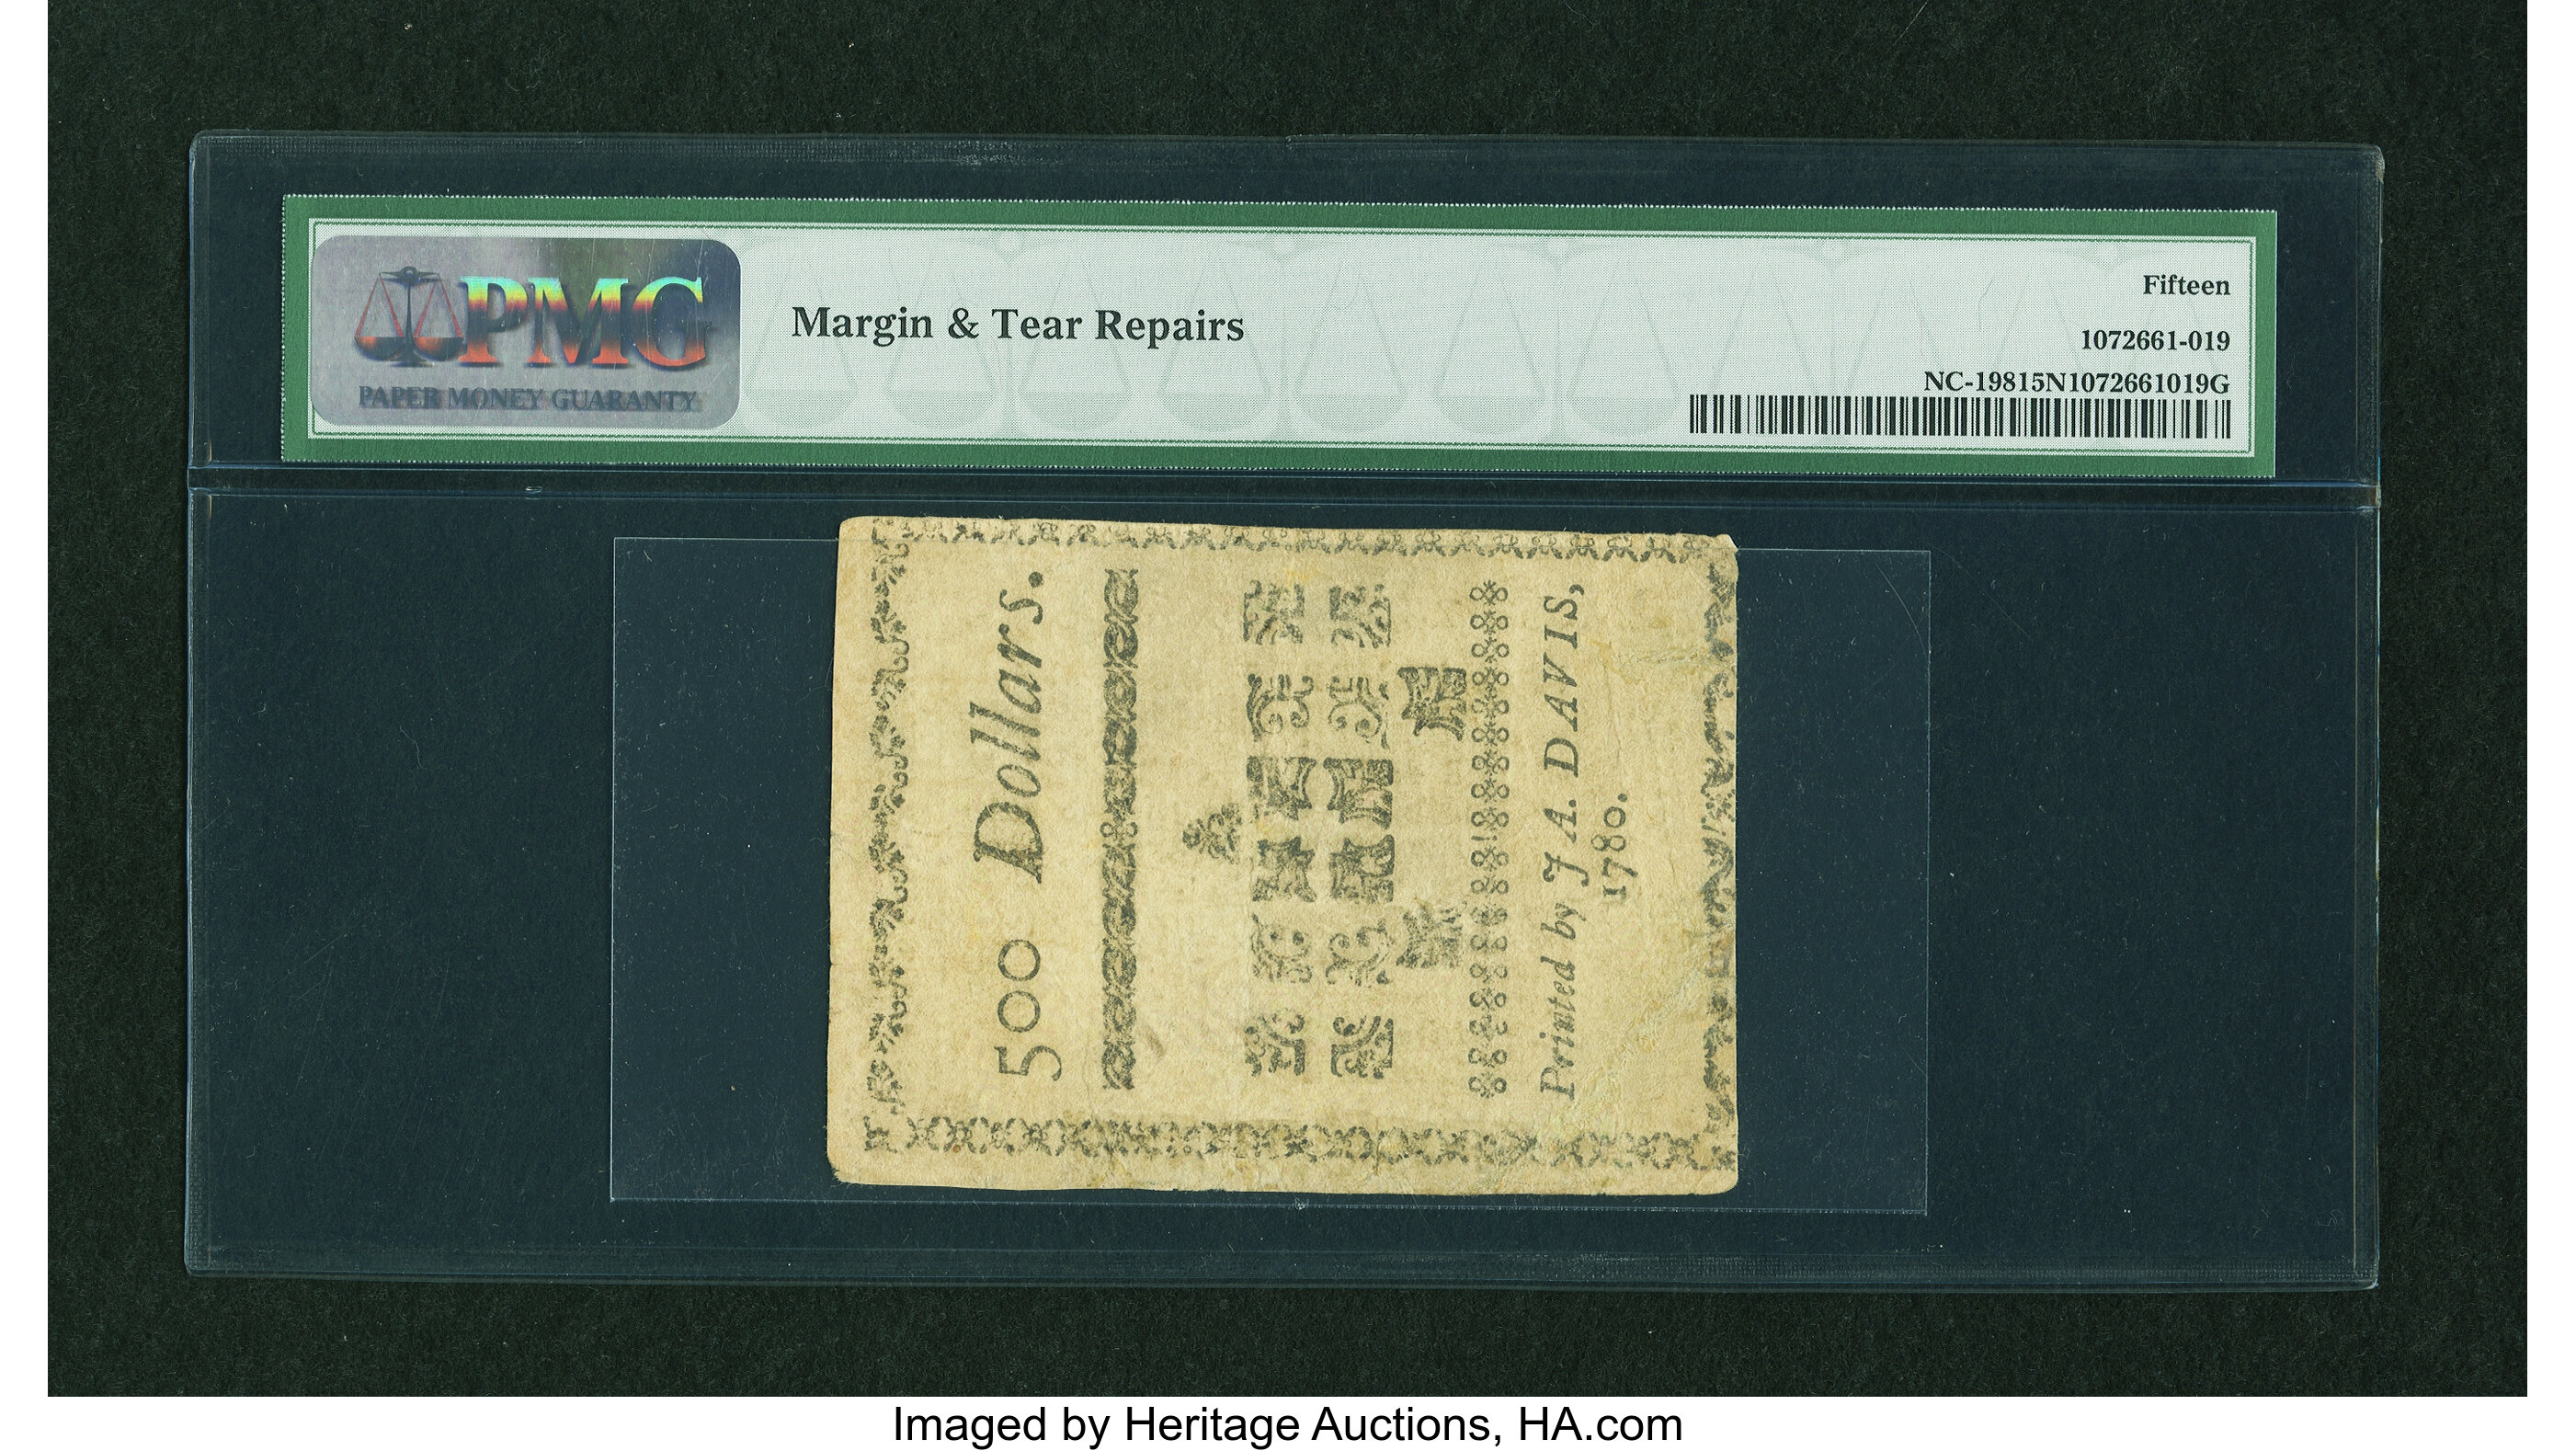 PMG
PAPER MONEY GUARANTY
Margin & Tear Repairs
Fifteen
1072661-019
NC-19815N1072661019G
500 Dollars.
Printed by J A. DAVIS,
1780.
Imaged by Heritage Auctions, HA.com